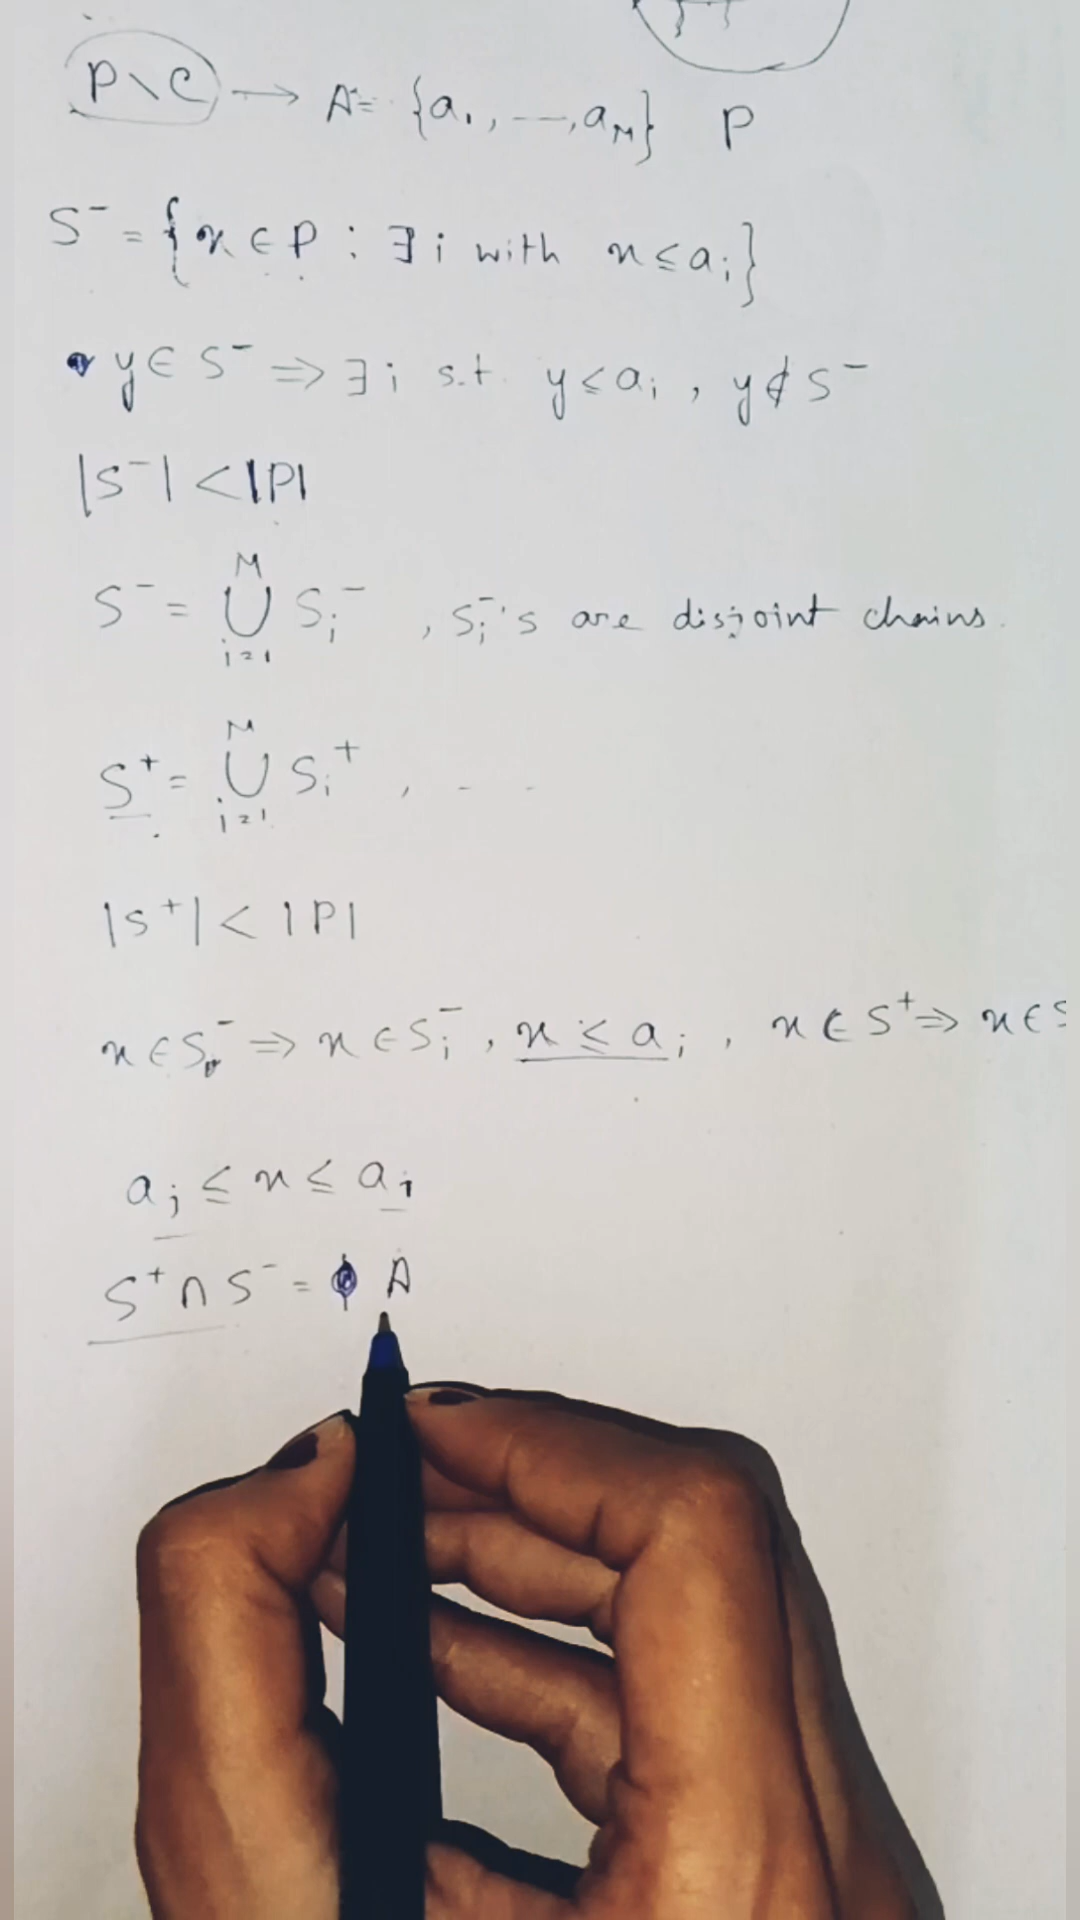 P\C → A = {a₁, ---, a_M} P
S⁻ = {x ∈ P : ∃ i with x ≤ aᵢ}
y ∈ S⁻ ⇒ ∃ i s.t. y ≤ aᵢ , y ∉ S⁻
|S⁻| < |P|
S⁻ = ⋃_{i=1}^{M} Sᵢ⁻ , Sᵢ⁻'s are disjoint chains.
S⁺ = ⋃_{i=1}^{M} Sᵢ⁺ , - -
|S⁺| < |P|
x ∈ S⁻ ⇒ x ∈ Sᵢ⁻ , x ≤ aᵢ , x ∈ S⁺ ⇒ x ∈ S
aⱼ ≤ x ≤ aᵢ
S⁺ ∩ S⁻ = A